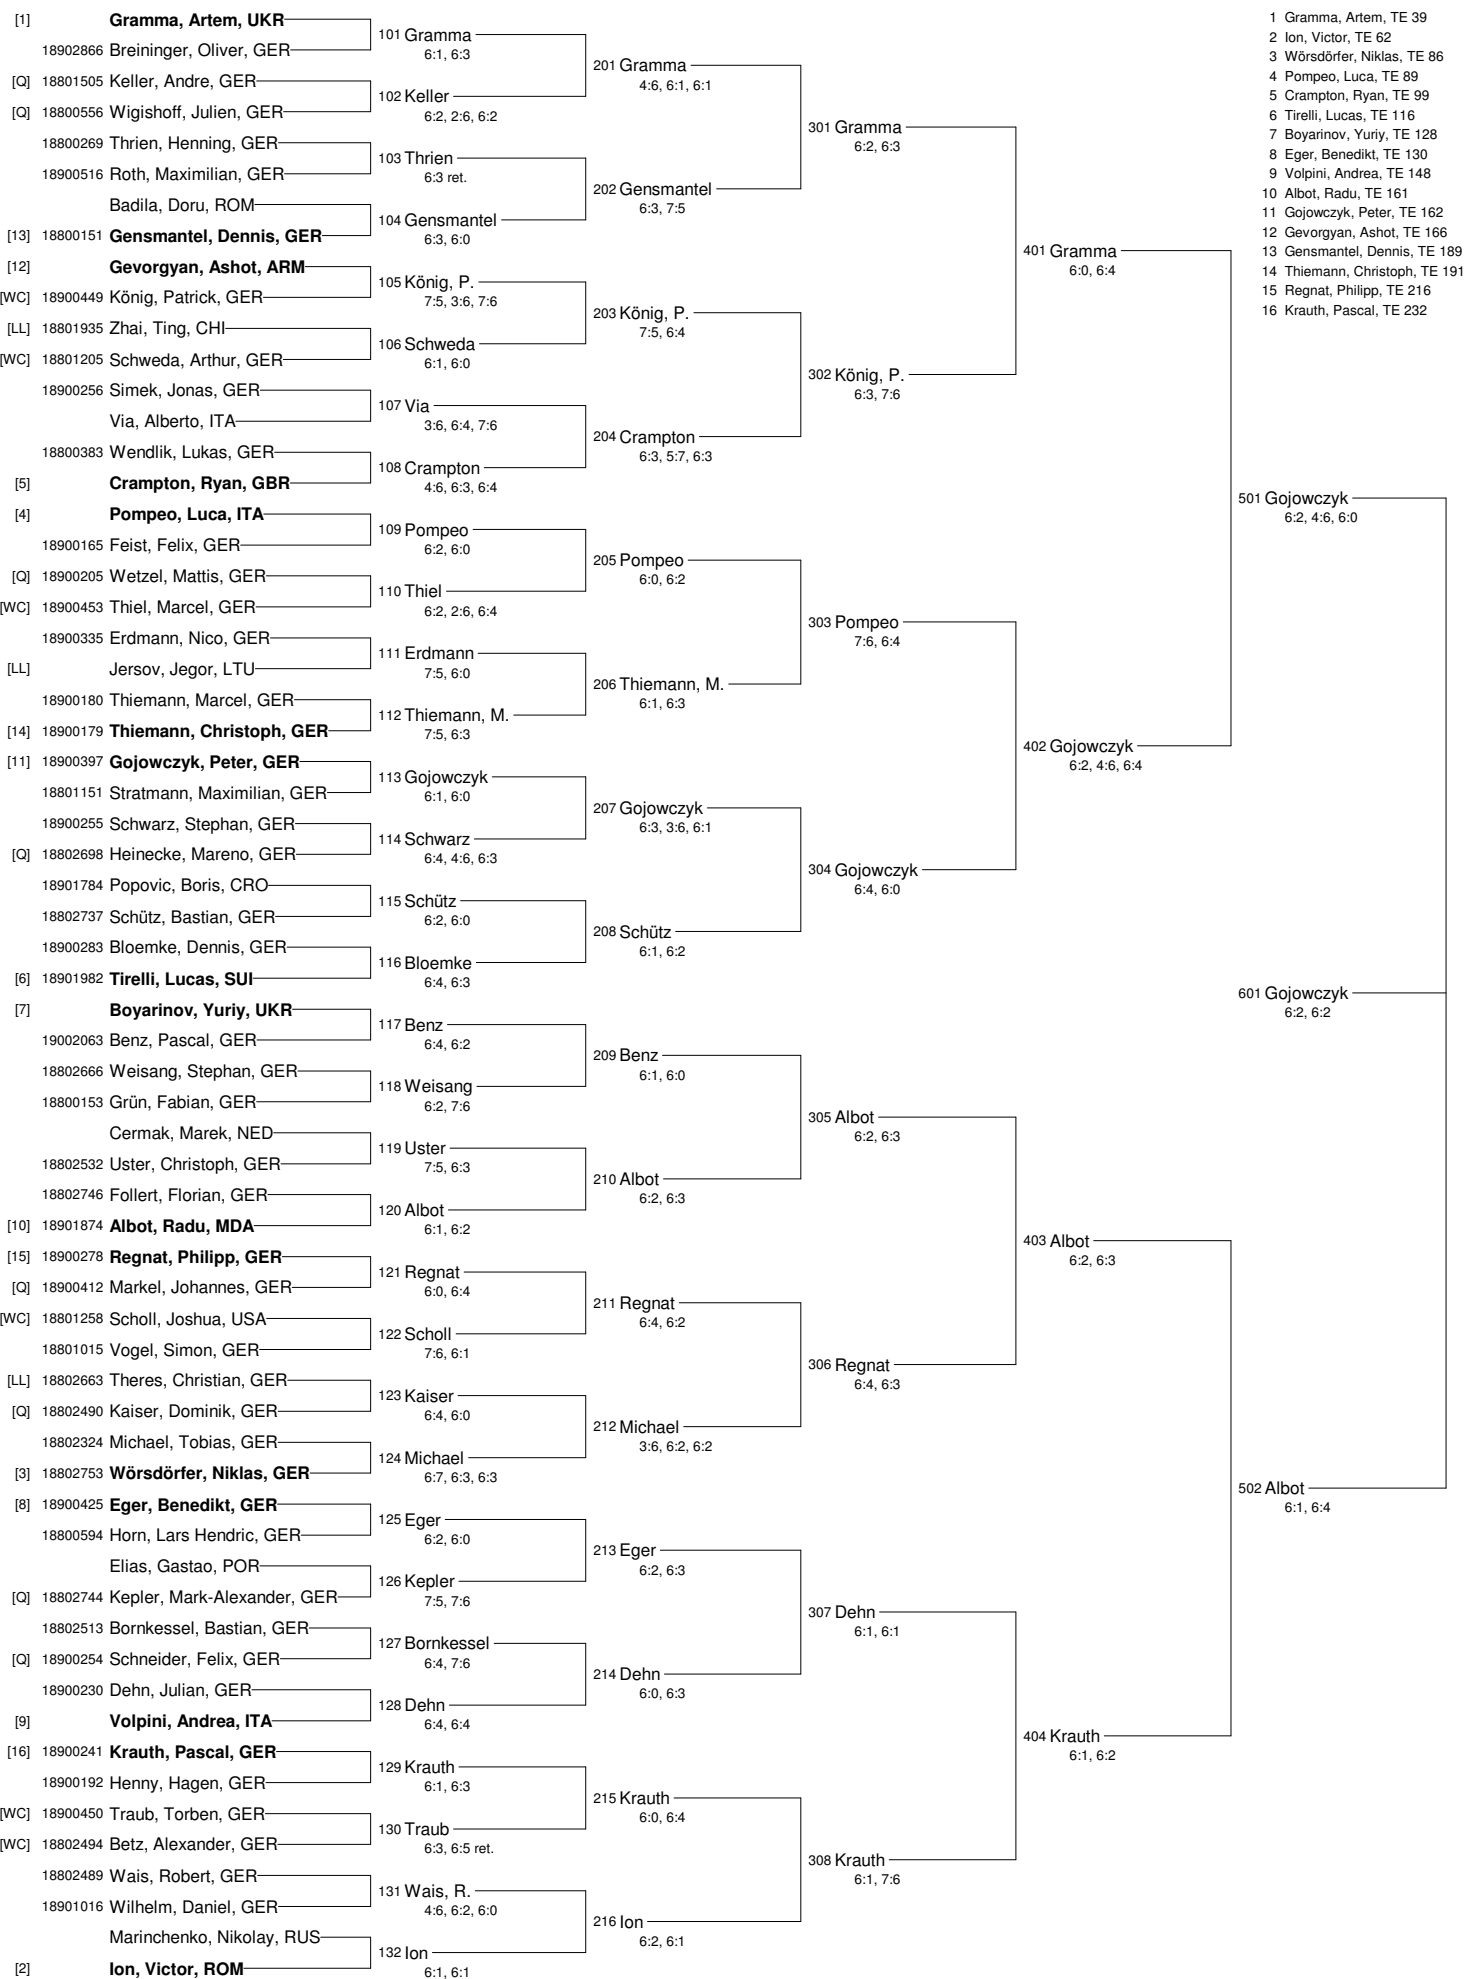 [1] Gramma, Artem, UKR
18902866 Breininger, Oliver, GER
[Q] 18801505 Keller, Andre, GER
[Q] 18800556 Wigishoff, Julien, GER
18800269 Thrien, Henning, GER
18900516 Roth, Maximilian, GER
Badila, Doru, ROM
[13] 18800151 Gensmantel, Dennis, GER
[12] Gevorgyan, Ashot, ARM
[WC] 18900449 König, Patrick, GER
[LL] 18801935 Zhai, Ting, CHI
[WC] 18801205 Schweda, Arthur, GER
18900256 Simek, Jonas, GER
Via, Alberto, ITA
18800383 Wendlik, Lukas, GER
[5] Crampton, Ryan, GBR
[4] Pompeo, Luca, ITA
18900165 Feist, Felix, GER
[Q] 18900205 Wetzel, Mattis, GER
[WC] 18900453 Thiel, Marcel, GER
18900335 Erdmann, Nico, GER
[LL] Jersov, Jegor, LTU
18900180 Thiemann, Marcel, GER
[14] 18900179 Thiemann, Christoph, GER
[11] 18900397 Gojowczyk, Peter, GER
18801151 Stratmann, Maximilian, GER
18900255 Schwarz, Stephan, GER
[Q] 18802698 Heinecke, Mareno, GER
18901784 Popovic, Boris, CRO
18802737 Schütz, Bastian, GER
18900283 Bloemke, Dennis, GER
[6] 18901982 Tirelli, Lucas, SUI
[7] Boyarinov, Yuriy, UKR
19002063 Benz, Pascal, GER
18802666 Weisang, Stephan, GER
18800153 Grün, Fabian, GER
Cermak, Marek, NED
18802532 Uster, Christoph, GER
18802746 Follert, Florian, GER
[10] 18901874 Albot, Radu, MDA
[15] 18900278 Regnat, Philipp, GER
[Q] 18900412 Markel, Johannes, GER
[WC] 18801258 Scholl, Joshua, USA
18801015 Vogel, Simon, GER
[LL] 18802663 Theres, Christian, GER
[Q] 18802490 Kaiser, Dominik, GER
18802324 Michael, Tobias, GER
[3] 18802753 Wörsdörfer, Niklas, GER
[8] 18900425 Eger, Benedikt, GER
18800594 Horn, Lars Hendric, GER
Elias, Gastao, POR
[Q] 18802744 Kepler, Mark-Alexander, GER
18802513 Bornkessel, Bastian, GER
[Q] 18900254 Schneider, Felix, GER
18900230 Dehn, Julian, GER
[9] Volpini, Andrea, ITA
[16] 18900241 Krauth, Pascal, GER
18900192 Henny, Hagen, GER
[WC] 18900450 Traub, Torben, GER
[WC] 18802494 Betz, Alexander, GER
18802489 Wais, Robert, GER
18901016 Wilhelm, Daniel, GER
Marinchenko, Nikolay, RUS
[2] Ion, Victor, ROM
101 Gramma
6:1, 6:3
102 Keller
6:2, 2:6, 6:2
103 Thrien
6:3 ret.
104 Gensmantel
6:3, 6:0
105 König, P.
7:5, 3:6, 7:6
106 Schweda
6:1, 6:0
107 Via
3:6, 6:4, 7:6
108 Crampton
4:6, 6:3, 6:4
109 Pompeo
6:2, 6:0
110 Thiel
6:2, 2:6, 6:4
111 Erdmann
7:5, 6:0
112 Thiemann, M.
7:5, 6:3
113 Gojowczyk
6:1, 6:0
114 Schwarz
6:4, 4:6, 6:3
115 Schütz
6:2, 6:0
116 Bloemke
6:4, 6:3
117 Benz
6:4, 6:2
118 Weisang
6:2, 7:6
119 Uster
7:5, 6:3
120 Albot
6:1, 6:2
121 Regnat
6:0, 6:4
122 Scholl
7:6, 6:1
123 Kaiser
6:4, 6:0
124 Michael
6:7, 6:3, 6:3
125 Eger
6:2, 6:0
126 Kepler
7:5, 7:6
127 Bornkessel
6:4, 7:6
128 Dehn
6:4, 6:4
129 Krauth
6:1, 6:3
130 Traub
6:3, 6:5 ret.
131 Wais, R.
4:6, 6:2, 6:0
132 Ion
6:1, 6:1
201 Gramma
4:6, 6:1, 6:1
202 Gensmantel
6:3, 7:5
203 König, P.
7:5, 6:4
204 Crampton
6:3, 5:7, 6:3
205 Pompeo
6:0, 6:2
206 Thiemann, M.
6:1, 6:3
207 Gojowczyk
6:3, 3:6, 6:1
208 Schütz
6:1, 6:2
209 Benz
6:1, 6:0
210 Albot
6:2, 6:3
211 Regnat
6:4, 6:2
212 Michael
3:6, 6:2, 6:2
213 Eger
6:2, 6:3
214 Dehn
6:0, 6:3
215 Krauth
6:0, 6:4
216 Ion
6:2, 6:1
301 Gramma
6:2, 6:3
302 König, P.
6:3, 7:6
303 Pompeo
7:6, 6:4
304 Gojowczyk
6:4, 6:0
305 Albot
6:2, 6:3
306 Regnat
6:4, 6:3
307 Dehn
6:1, 6:1
308 Krauth
6:1, 7:6
401 Gramma
6:0, 6:4
402 Gojowczyk
6:2, 4:6, 6:4
403 Albot
6:2, 6:3
404 Krauth
6:1, 6:2
501 Gojowczyk
6:2, 4:6, 6:0
601 Gojowczyk
6:2, 6:2
502 Albot
6:1, 6:4
1 Gramma, Artem, TE 39
2 Ion, Victor, TE 62
3 Wörsdörfer, Niklas, TE 86
4 Pompeo, Luca, TE 89
5 Crampton, Ryan, TE 99
6 Tirelli, Lucas, TE 116
7 Boyarinov, Yuriy, TE 128
8 Eger, Benedikt, TE 130
9 Volpini, Andrea, TE 148
10 Albot, Radu, TE 161
11 Gojowczyk, Peter, TE 162
12 Gevorgyan, Ashot, TE 166
13 Gensmantel, Dennis, TE 189
14 Thiemann, Christoph, TE 191
15 Regnat, Philipp, TE 216
16 Krauth, Pascal, TE 232